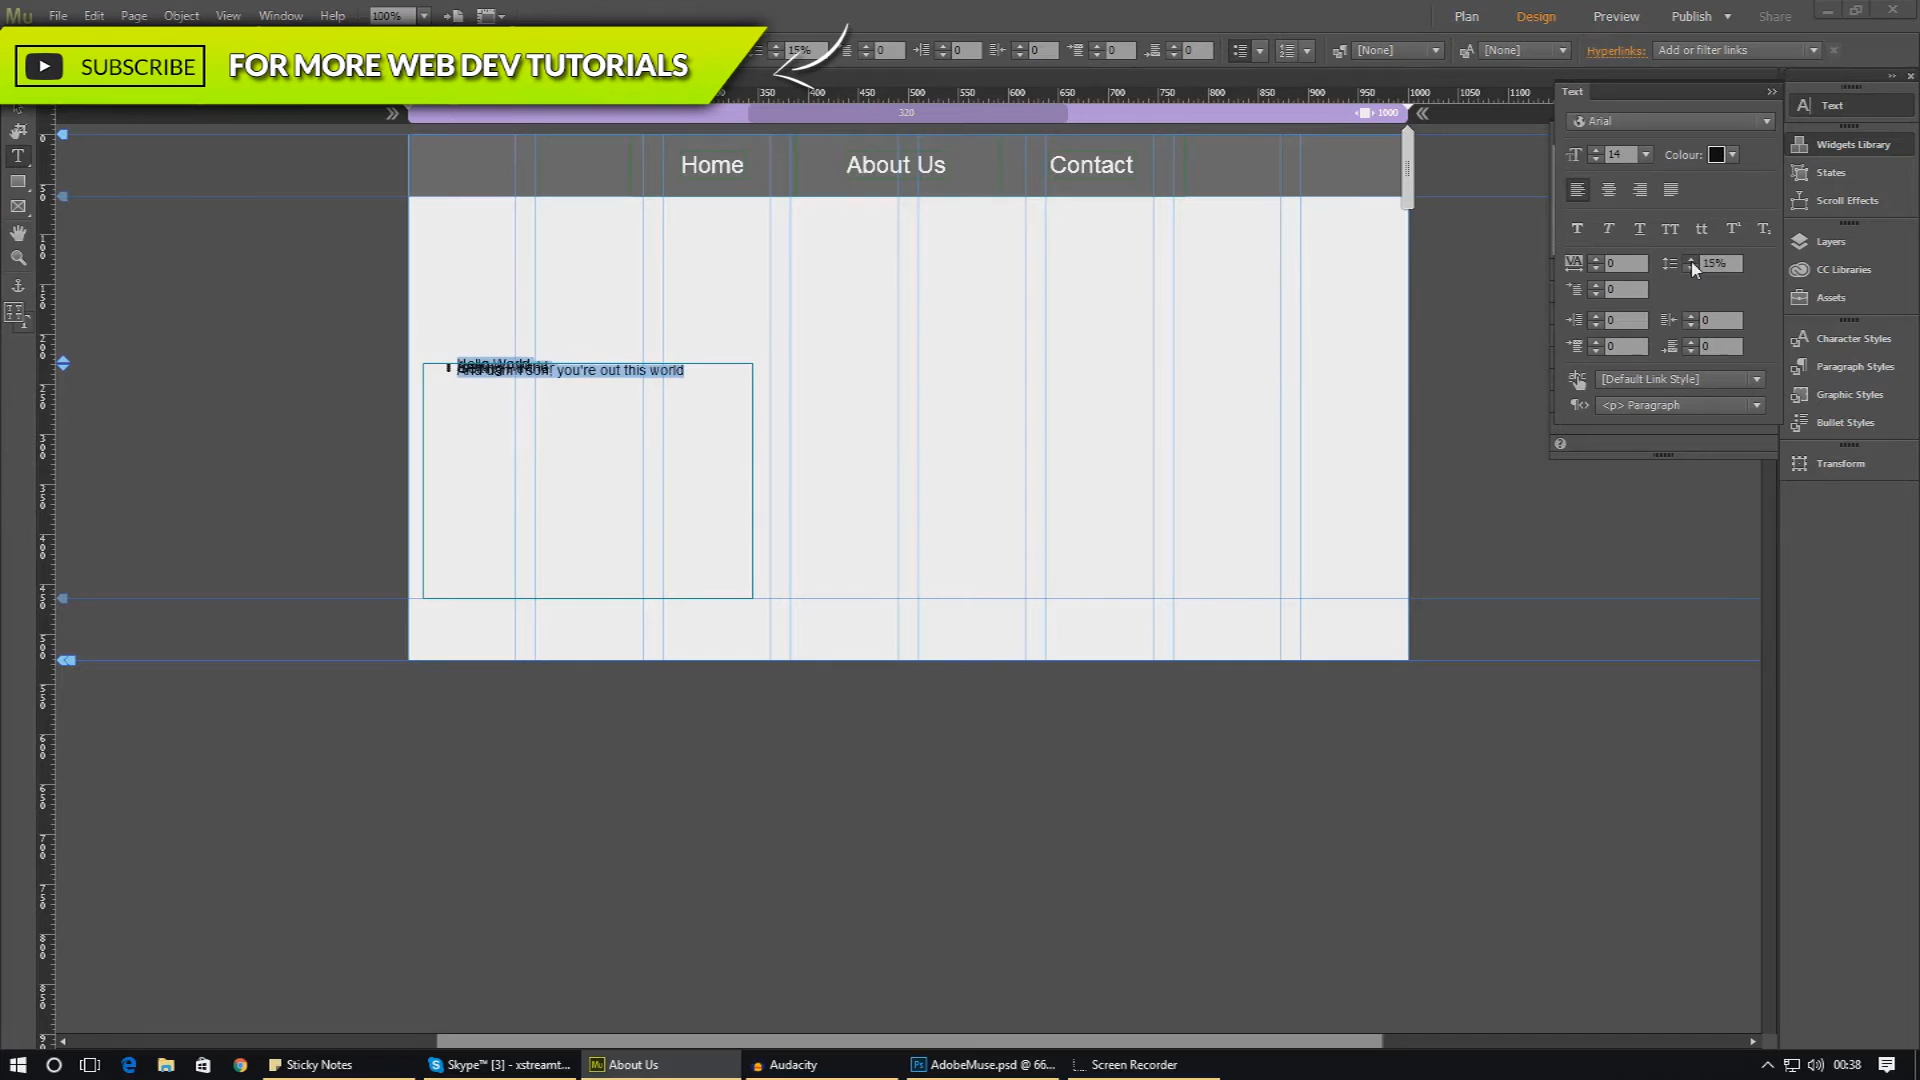 Mu File Edit Page Object View Window Help 100% Plan Design Preview Publish Share
SUBSCRIBE FOR MORE WEB DEV TUTORIALS
15% 0 0 0 0 0 [None] [None] Hyperlinks: Add or filter links
350 400 450 500 550 600 650 700 750 800 850 900 950 1000 1050 1100
320 1000
Home About Us Contact
Hello World
you're out this world
Text
Arial
14 Colour:
0 15%
0
0 0
0 0
[Default Link Style]
<p> Paragraph
Text
Widgets Library
States
Scroll Effects
Layers
CC Libraries
Assets
Character Styles
Paragraph Styles
Graphic Styles
Bullet Styles
Transform
Sticky Notes Skype™ [3] - xstreamt... About Us Audacity AdobeMuse.psd @ 66... Screen Recorder 00:38